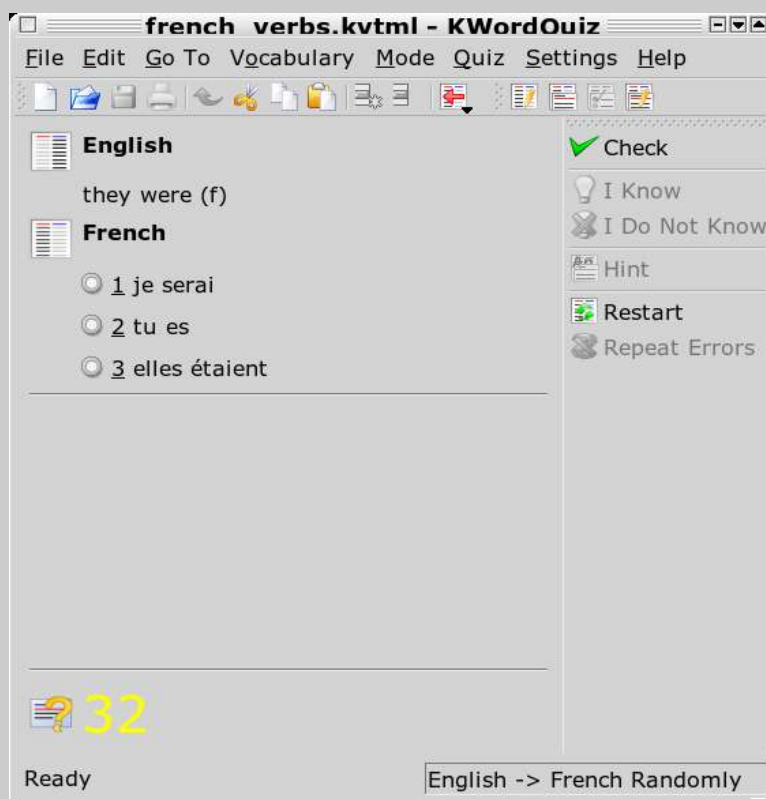 french_verbs.kvtml - KWordQuiz
File Edit Go To Vocabulary Mode Quiz Settings Help
English
they were (f)
French
1 je serai
2 tu es
3 elles étaient
Check
I Know
I Do Not Know
Hint
Restart
Repeat Errors
32
Ready
English -> French Randomly